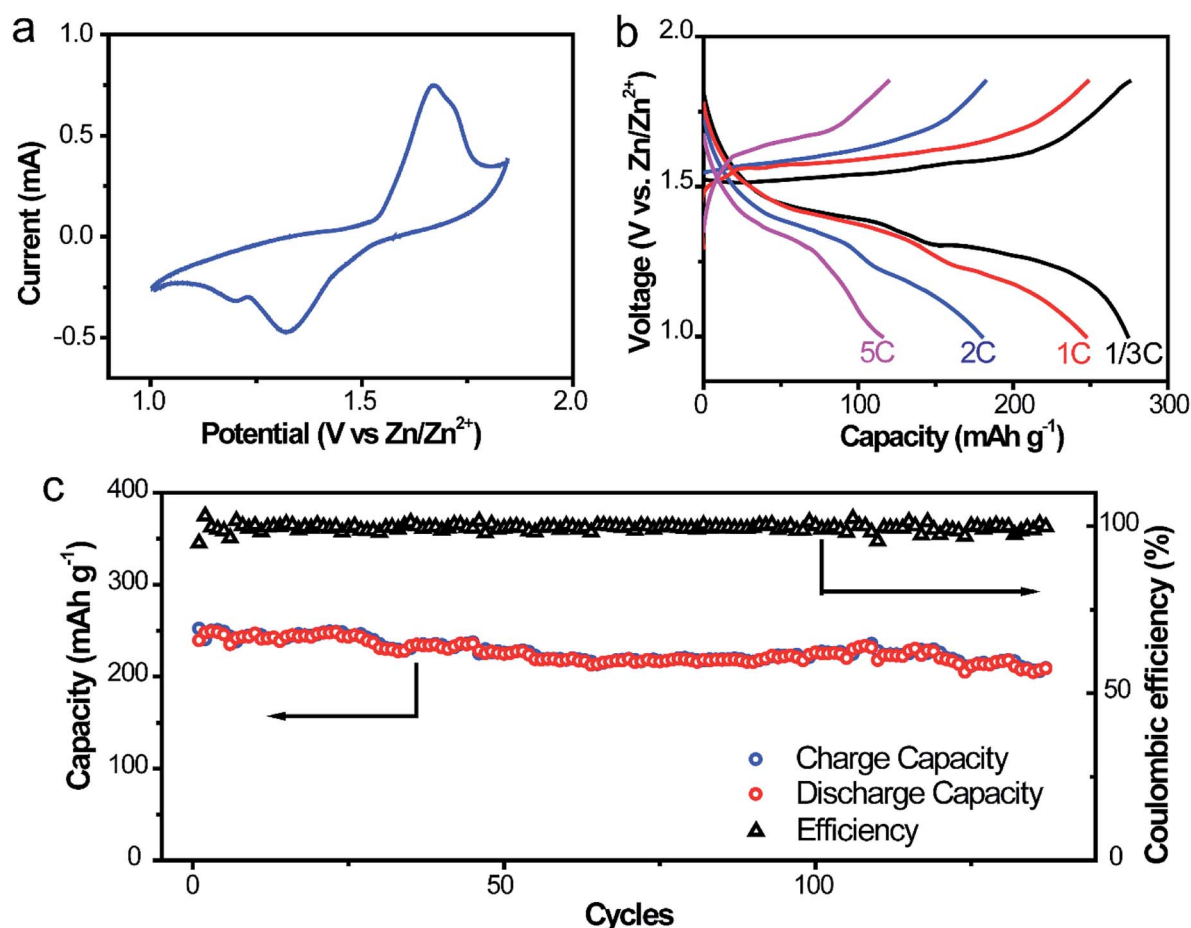 a
1.0
0.5
0.0
-0.5
Current (mA)
1.0 1.5 2.0
Potential (V vs Zn/Zn²⁺)
b
2.0
1.5
1.0
Voltage (V vs. Zn/Zn²⁺)
5C 2C 1C 1/3C
0 100 200 300
Capacity (mAh g⁻¹)
c
400
300
200
100
0
Capacity (mAh g⁻¹)
100
50
0
Coulombic efficiency (%)
Charge Capacity
Discharge Capacity
Efficiency
0 50 100
Cycles